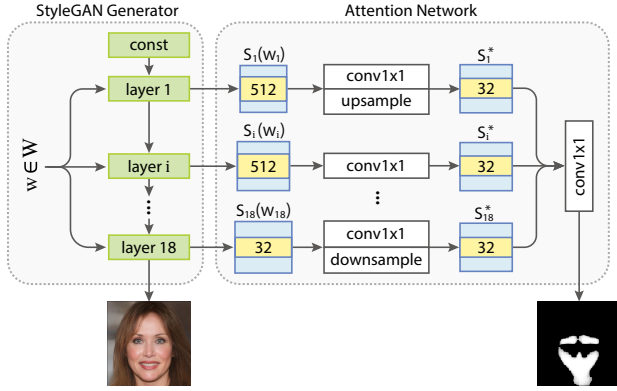 StyleGAN Generator
Attention Network
const
layer 1
S1(w1)
512
conv1x1
upsample
S1*
32
w ∈ W
layer i
Si(wi)
512
conv1x1
Si*
32
conv1x1
...
...
layer 18
S18(w18)
32
conv1x1
downsample
S18*
32